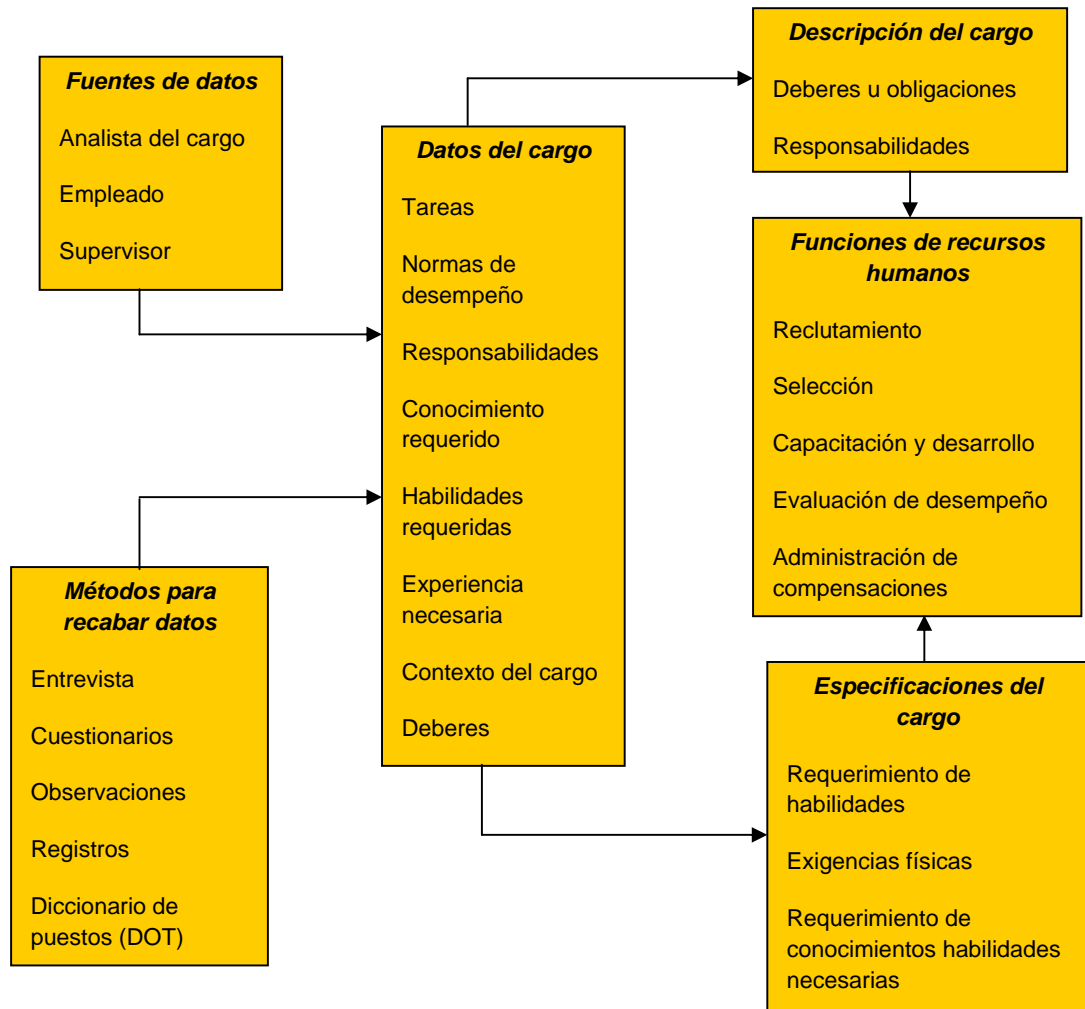 Fuentes de datos
Analista del cargo
Empleado
Supervisor
Métodos para
recabar datos
Entrevista
Cuestionarios
Observaciones
Registros
Diccionario de
puestos (DOT)
Datos del cargo
Tareas
Normas de
desempeño
Responsabilidades
Conocimiento
requerido
Habilidades
requeridas
Experiencia
necesaria
Contexto del cargo
Deberes
Descripción del cargo
Deberes u obligaciones
Responsabilidades
Funciones de recursos
humanos
Reclutamiento
Selección
Capacitación y desarrollo
Evaluación de desempeño
Administración de
compensaciones
Especificaciones del
cargo
Requerimiento de
habilidades
Exigencias físicas
Requerimiento de
conocimientos habilidades
necesarias